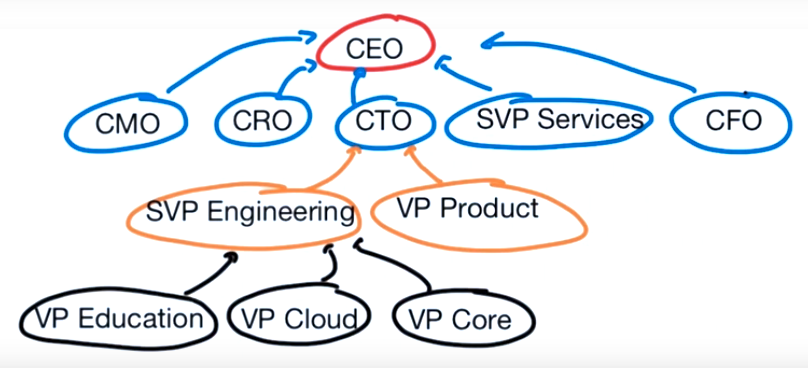 CEO
CMO CRO CTO SVP Services CFO
SVP Engineering VP Product
VP Education VP Cloud VP Core